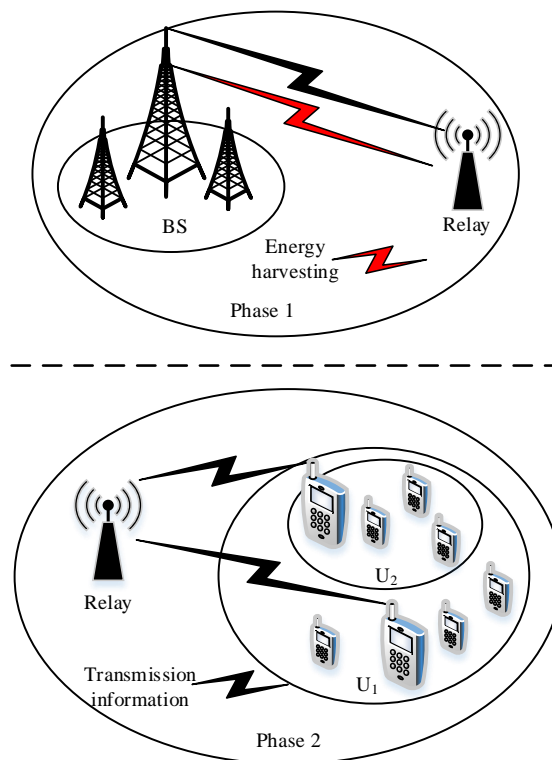 BS
Relay
Energy
harvesting
Phase 1
U2
Relay
U1
Transmission
information
Phase 2